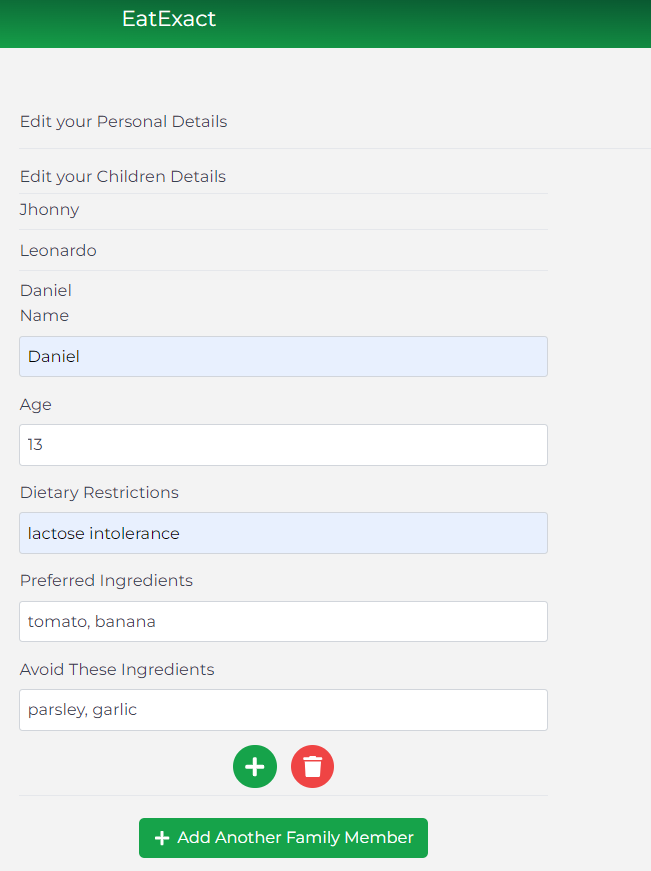 EatExact
Edit your Personal Details
Edit your Children Details
Jhonny
Leonardo
Daniel
Name
Daniel
Age
13
Dietary Restrictions
lactose intolerance
Preferred Ingredients
tomato, banana
Avoid These Ingredients
parsley, garlic
Add Another Family Member